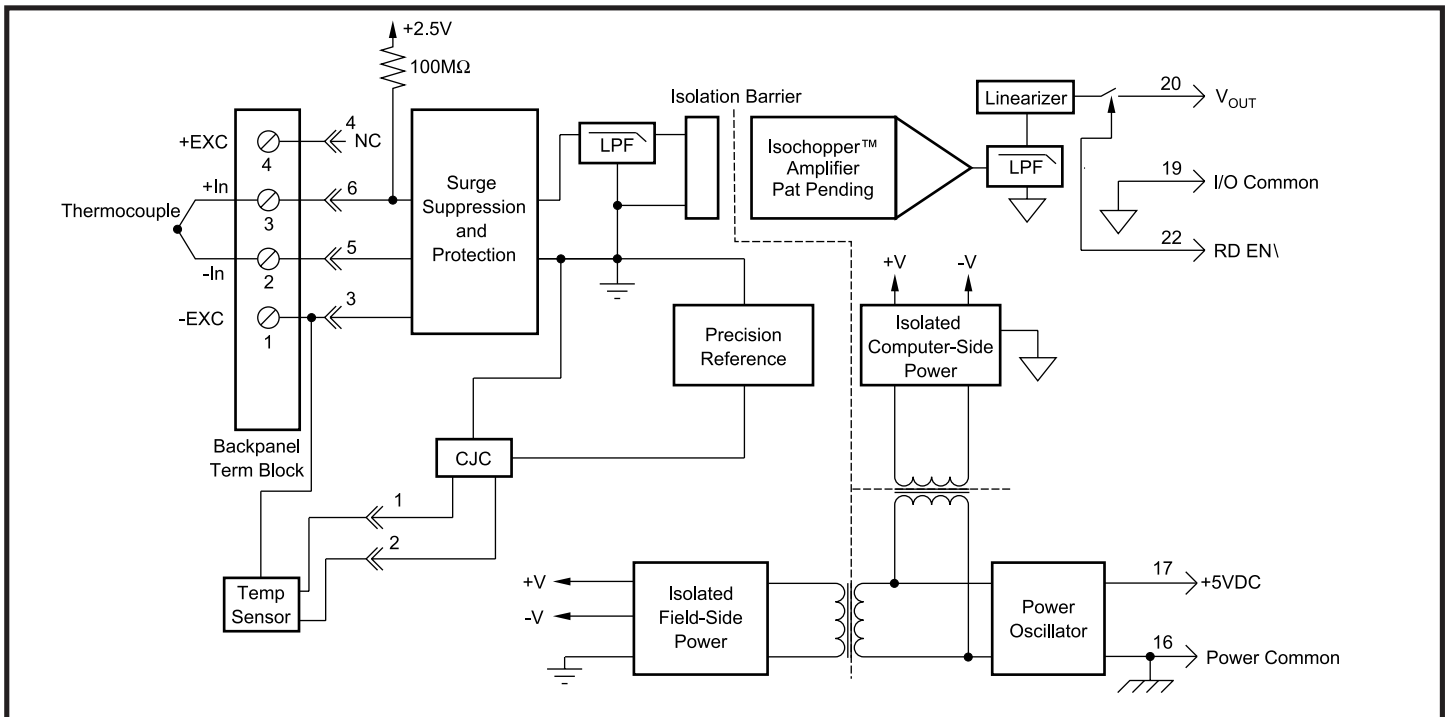 +2.5V
100MΩ
Isolation Barrier
Linearizer
20
VOUT
+EXC
4
4
NC
LPF
Isochopper™
Amplifier
Pat Pending
LPF
19
I/O Common
+In
6
Surge
Suppression
and
Protection
Thermocouple
3
5
22
RD EN\
-In
2
+V
-V
3
-EXC
1
Isolated
Computer-Side
Power
Precision
Reference
Backpanel
Term Block
CJC
1
2
Temp
Sensor
+V
-V
Isolated
Field-Side
Power
Power
Oscillator
17
+5VDC
16
Power Common